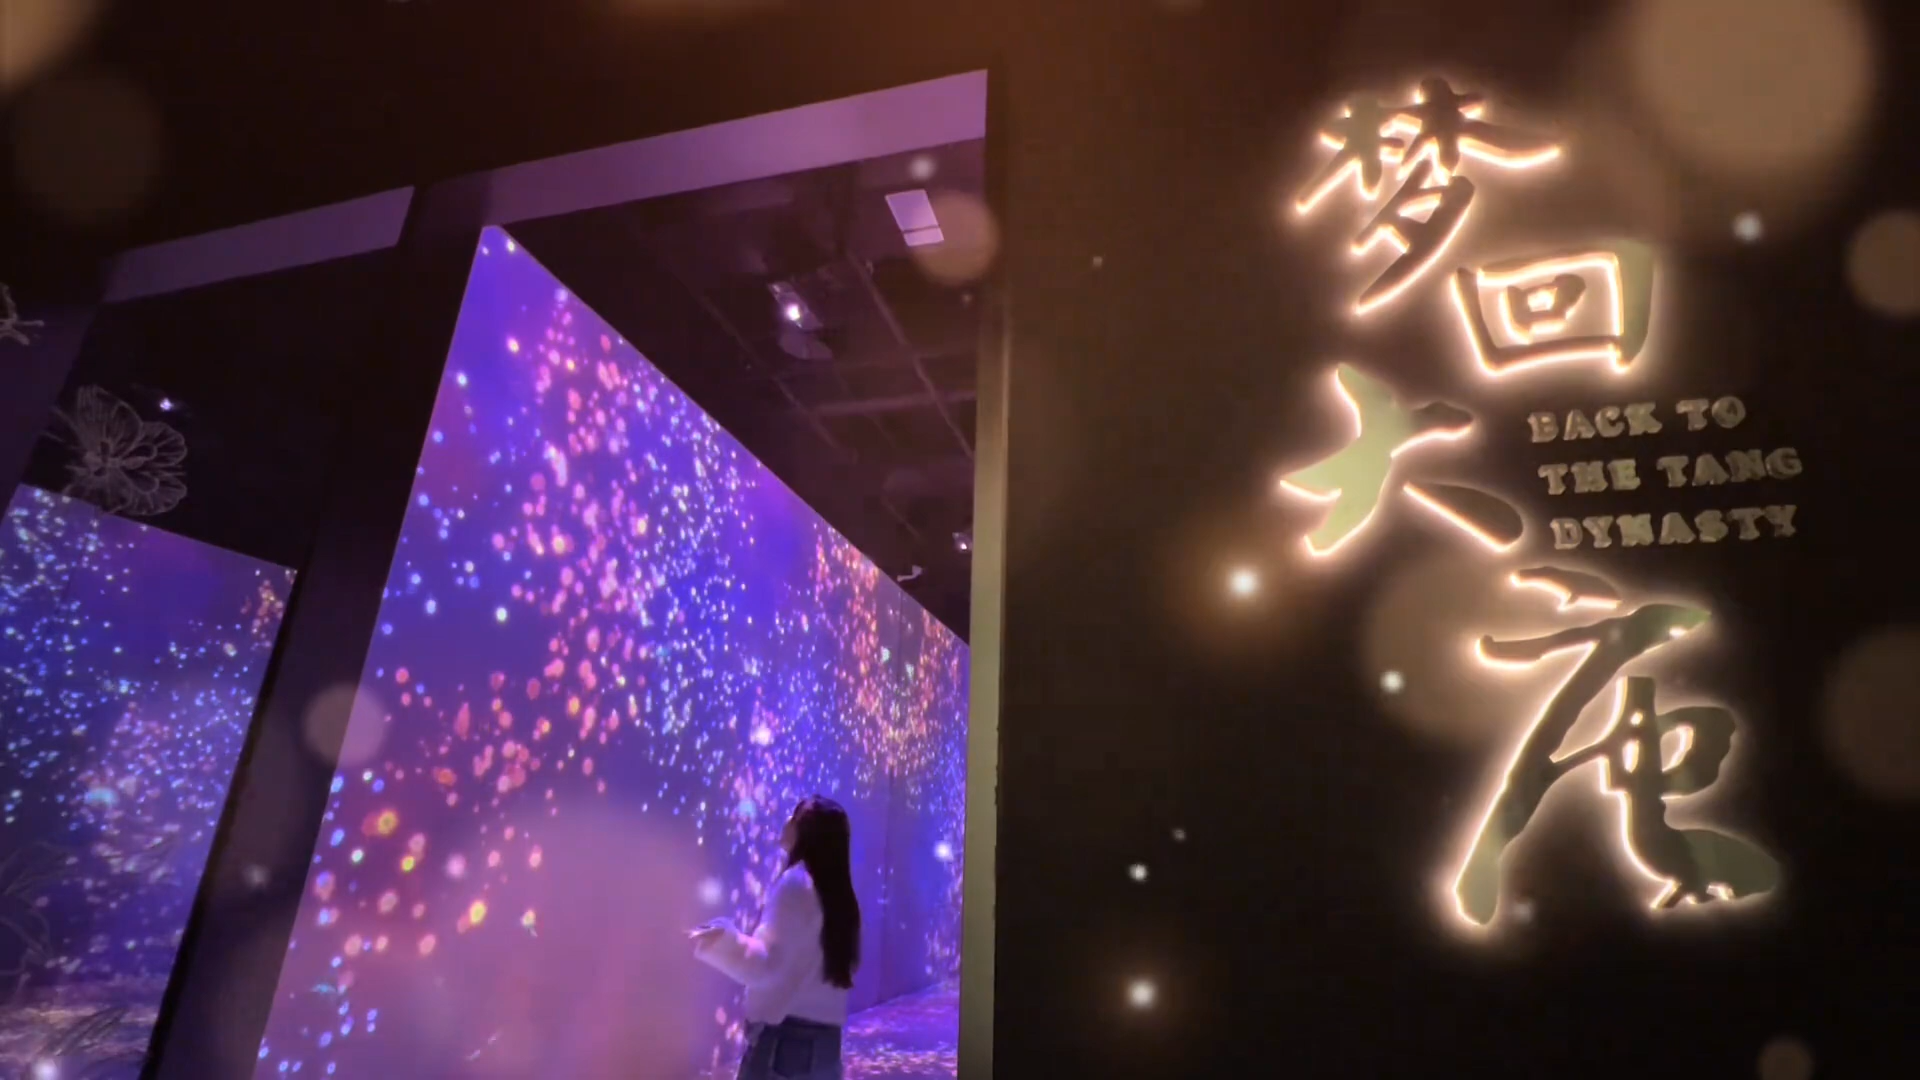 梦回
大唐
BACK TO
THE TANG
DYNASTY